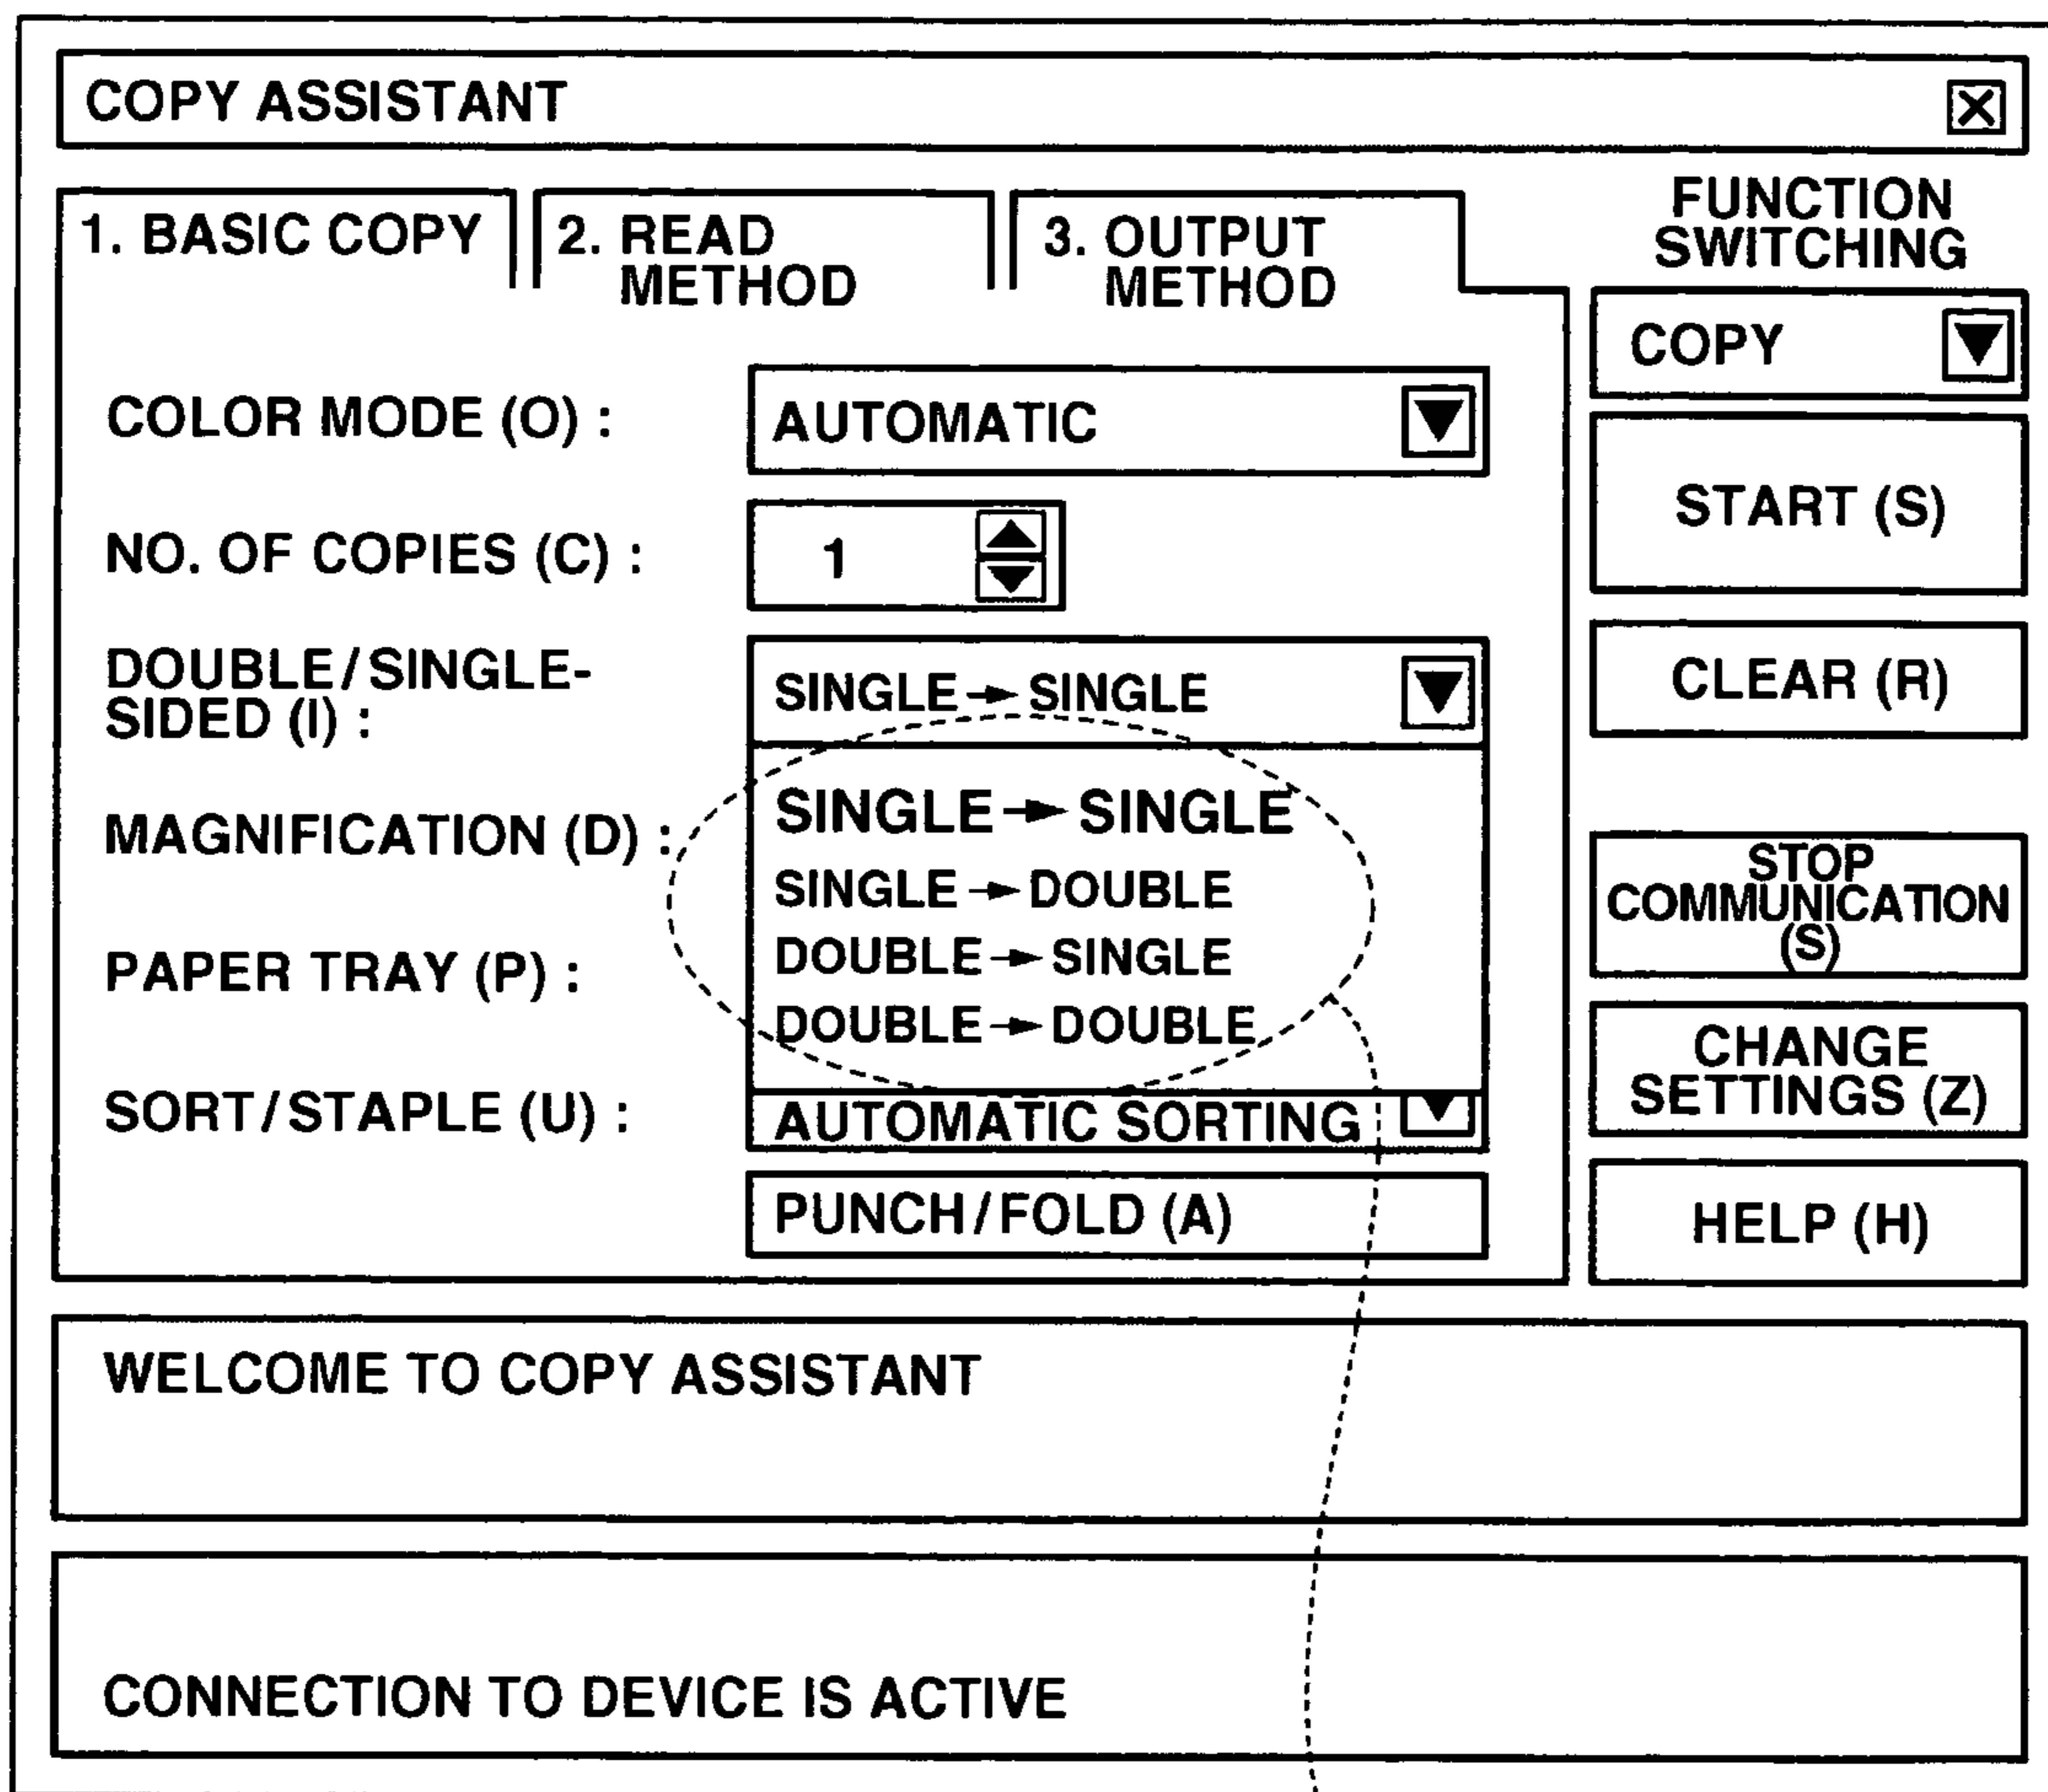 COPY ASSISTANT
1. BASIC COPY
2. READ
METHOD
3. OUTPUT
METHOD
FUNCTION
SWITCHING
COPY
COLOR MODE (O) :
AUTOMATIC
START (S)
NO. OF COPIES (C) :
1
DOUBLE/SINGLE-
SIDED (I) :
SINGLE→SINGLE
CLEAR (R)
SINGLE→SINGLE
SINGLE→DOUBLE
DOUBLE→SINGLE
DOUBLE→DOUBLE
MAGNIFICATION (D) :
STOP
COMMUNICATION
(S)
PAPER TRAY (P) :
CHANGE
SETTINGS (Z)
SORT/STAPLE (U) :
AUTOMATIC SORTING
PUNCH/FOLD (A)
HELP (H)
WELCOME TO COPY ASSISTANT
CONNECTION TO DEVICE IS ACTIVE